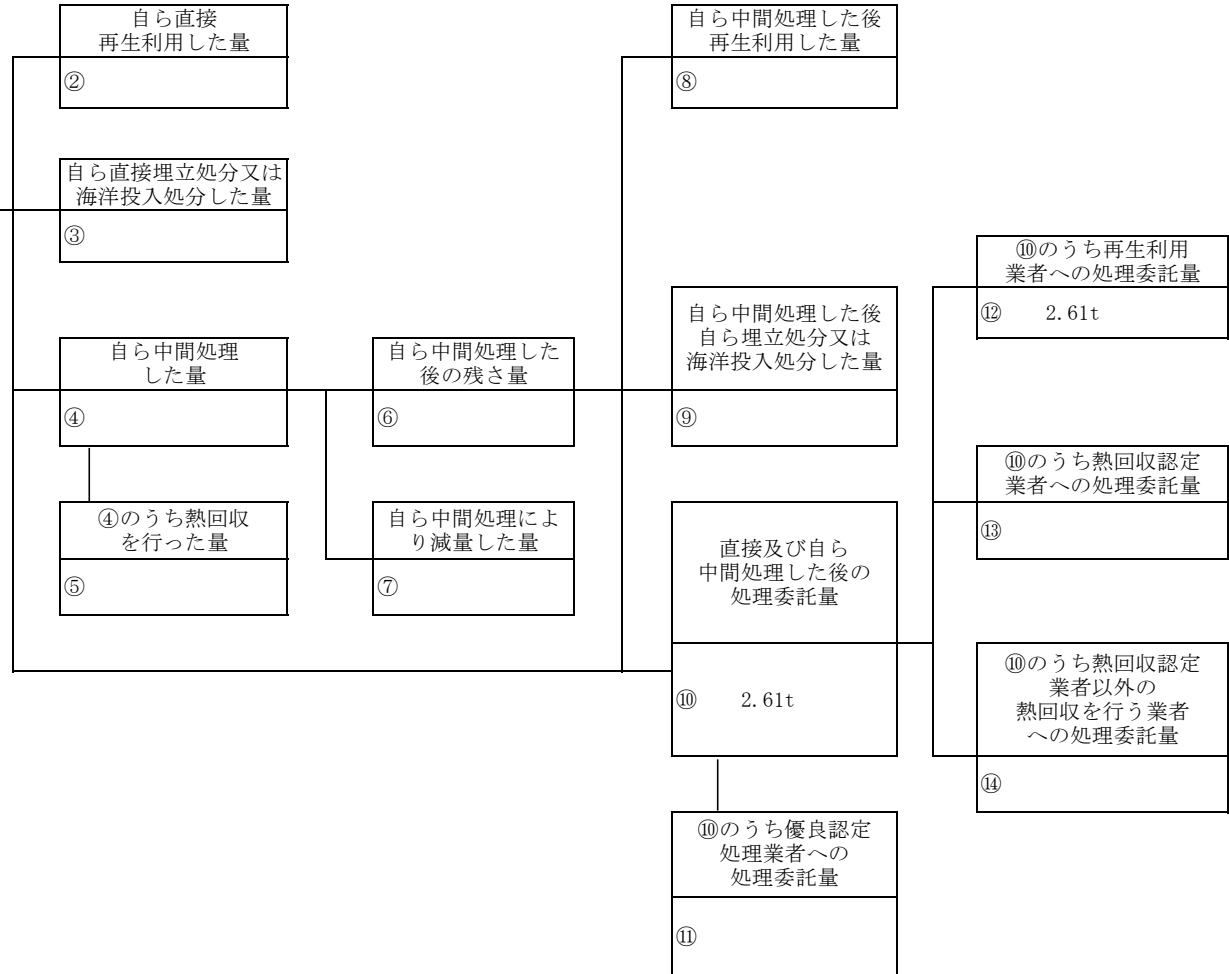 自ら直接
再生利用した量
②
自ら直接埋立処分又は
海洋投入処分した量
③
自ら中間処理
した量
④
④のうち熱回収
を行った量
⑤
自ら中間処理した
後の残さ量
⑥
自ら中間処理によ
り減量した量
⑦
自ら中間処理した後
再生利用した量
⑧
自ら中間処理した後
自ら埋立処分又は
海洋投入処分した量
⑨
直接及び自ら
中間処理した後の
処理委託量
⑩ 2.61t
⑩のうち優良認定
処理業者への
処理委託量
⑪
⑩のうち再生利用
業者への処理委託量
⑫ 2.61t
⑩のうち熱回収認定
業者への処理委託量
⑬
⑩のうち熱回収認定
業者以外の
熱回収を行う業者
への処理委託量
⑭